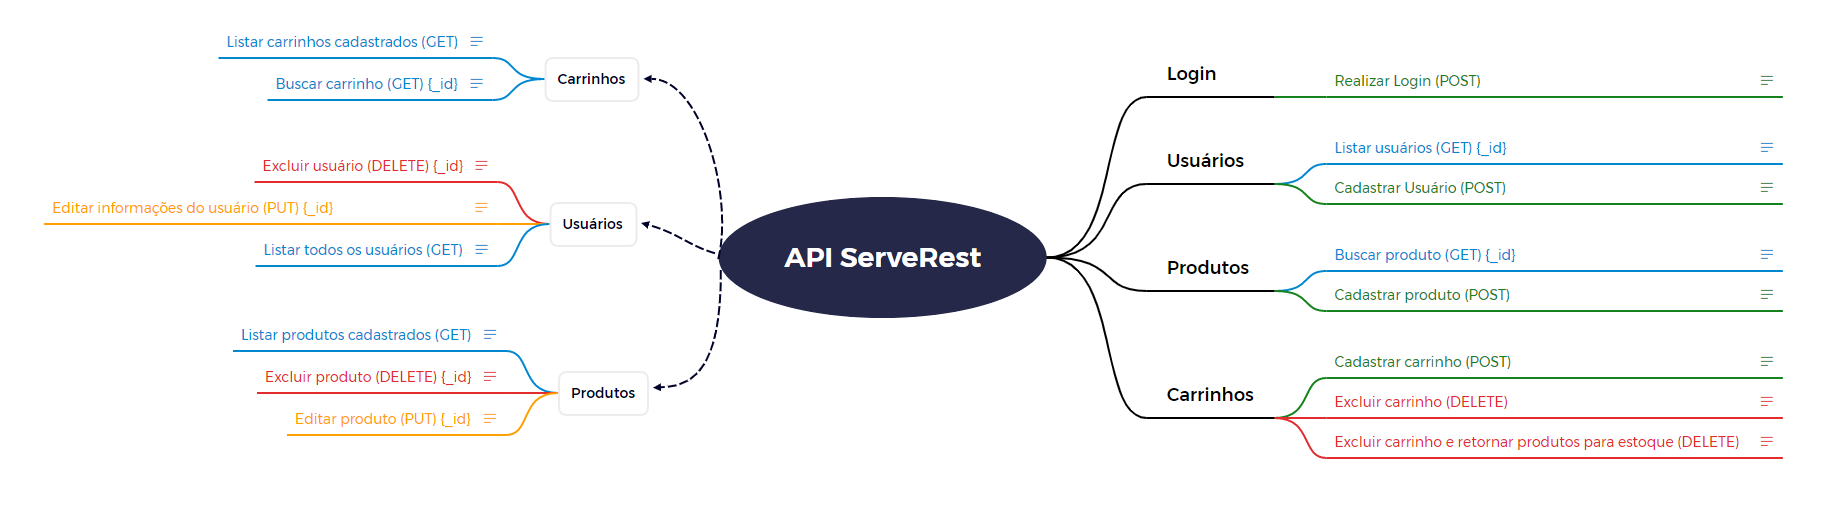 Listar carrinhos cadastrados (GET)
Buscar carrinho (GET) {_id}
Carrinhos
Excluir usuário (DELETE) {_id}
Editar informações do usuário (PUT) {_id}
Listar todos os usuários (GET)
Usuários
Listar produtos cadastrados (GET)
Excluir produto (DELETE) {_id}
Editar produto (PUT) {_id}
Produtos
API ServeRest
Login
Realizar Login (POST)
Usuários
Listar usuários (GET) {_id}
Cadastrar Usuário (POST)
Produtos
Buscar produto (GET) {_id}
Cadastrar produto (POST)
Carrinhos
Cadastrar carrinho (POST)
Excluir carrinho (DELETE)
Excluir carrinho e retornar produtos para estoque (DELETE)